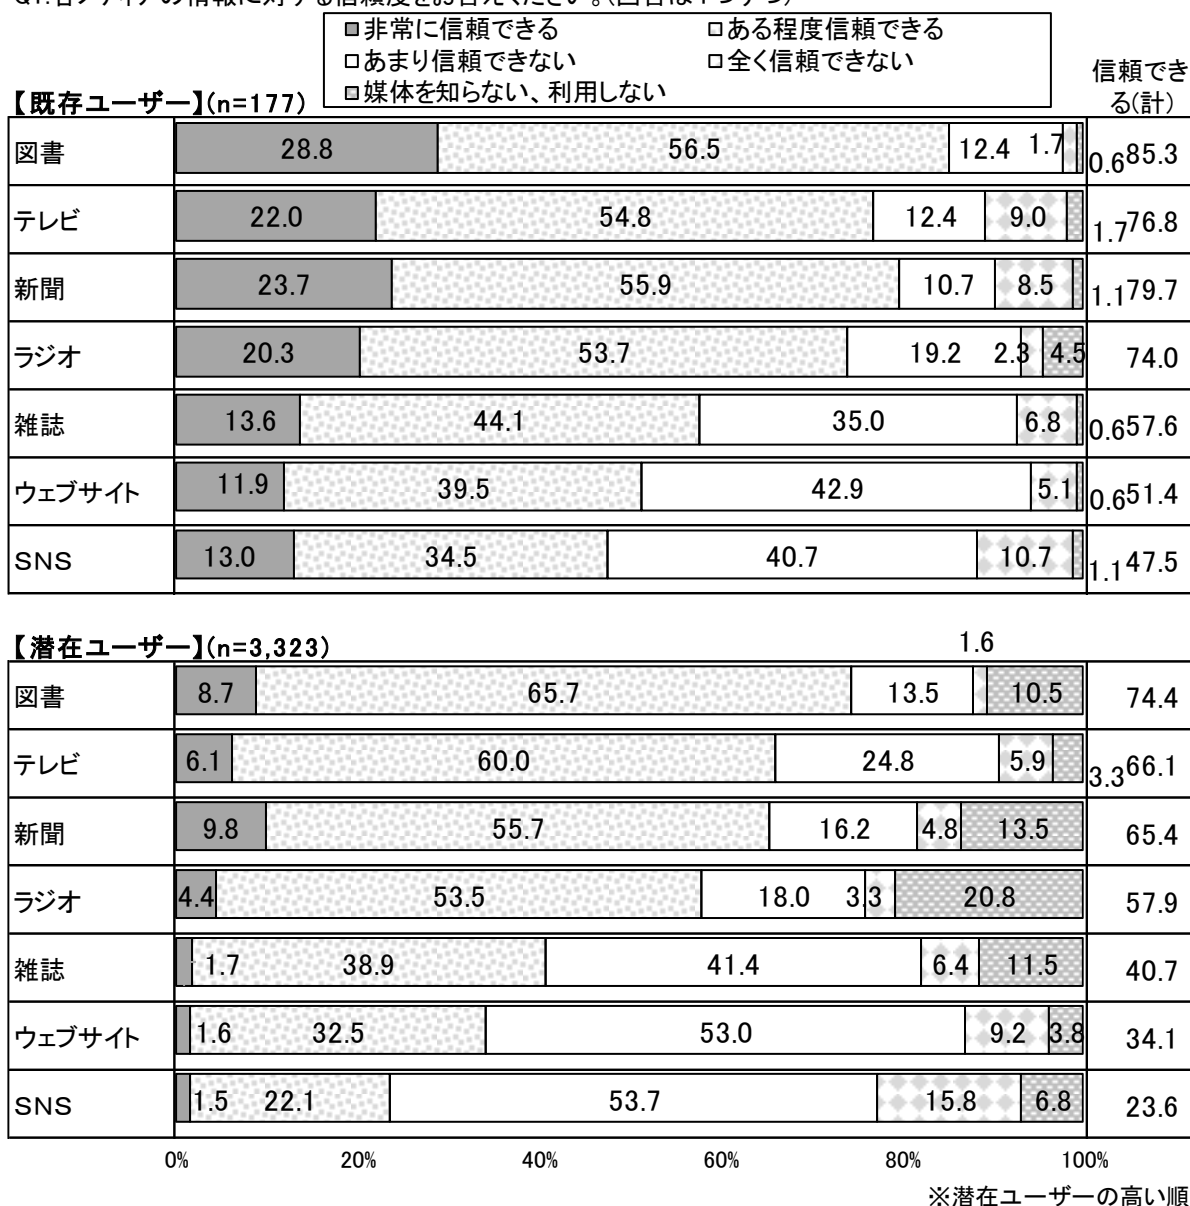 ■非常に信頼できる □ある程度信頼できる
□あまり信頼できない □全く信頼できない
□媒体を知らない、利用しない
信頼でき
る(計)
【既存ユーザー】(n=177)
図書 28.8 56.5 12.4 1.7 0.6 85.3
テレビ 22.0 54.8 12.4 9.0 1.7 76.8
新聞 23.7 55.9 10.7 8.5 1.1 79.7
ラジオ 20.3 53.7 19.2 2.3 4.5 74.0
雑誌 13.6 44.1 35.0 6.8 0.6 57.6
ウェブサイト 11.9 39.5 42.9 5.1 0.6 51.4
SNS 13.0 34.5 40.7 10.7 1.1 47.5
【潜在ユーザー】(n=3,323)
図書 8.7 65.7 13.5 1.6 10.5 74.4
テレビ 6.1 60.0 24.8 5.9 3.3 66.1
新聞 9.8 55.7 16.2 4.8 13.5 65.4
ラジオ 4.4 53.5 18.0 3.3 20.8 57.9
雑誌 1.7 38.9 41.4 6.4 11.5 40.7
ウェブサイト 1.6 32.5 53.0 9.2 3.8 34.1
SNS 1.5 22.1 53.7 15.8 6.8 23.6
0% 20% 40% 60% 80% 100%
※潜在ユーザーの高い順